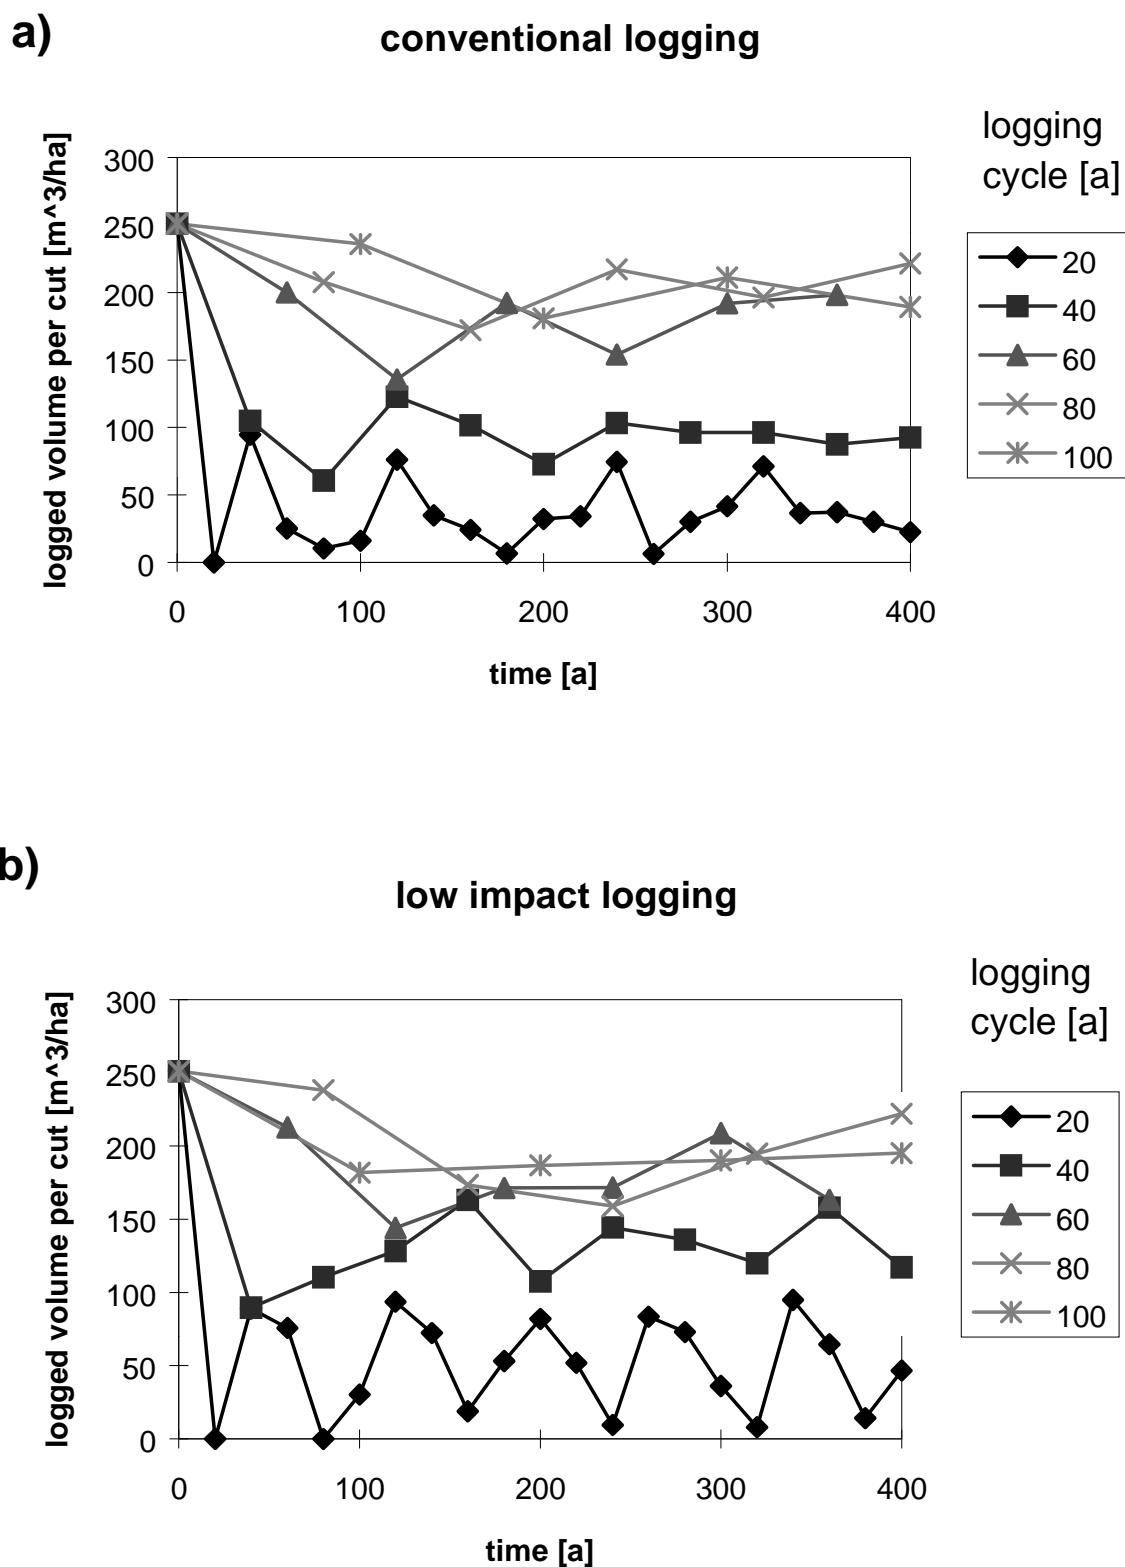 a)
conventional logging
logging
cycle [a]
logged volume per cut [m^3/ha]
300
250
200
150
100
50
0
0 100 200 300 400
time [a]
20
40
60
80
100
b)
low impact logging
logging
cycle [a]
logged volume per cut [m^3/ha]
300
250
200
150
100
50
0
0 100 200 300 400
time [a]
20
40
60
80
100